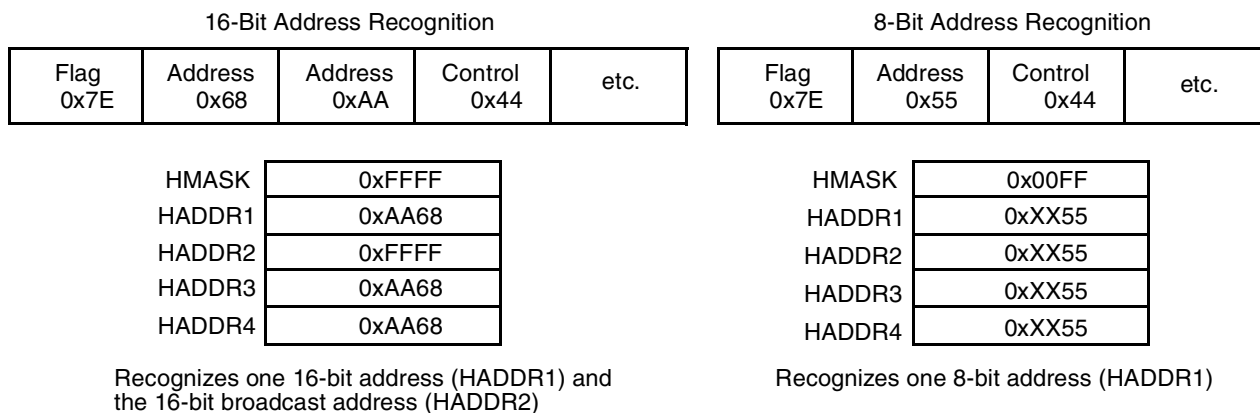 16-Bit Address Recognition
Flag 0x7E
Address 0x68
Address 0xAA
Control 0x44
etc.
HMASK 0xFFFF
HADDR1 0xAA68
HADDR2 0xFFFF
HADDR3 0xAA68
HADDR4 0xAA68
Recognizes one 16-bit address (HADDR1) and
the 16-bit broadcast address (HADDR2)
8-Bit Address Recognition
Flag 0x7E
Address 0x55
Control 0x44
etc.
HMASK 0x00FF
HADDR1 0xXX55
HADDR2 0xXX55
HADDR3 0xXX55
HADDR4 0xXX55
Recognizes one 8-bit address (HADDR1)